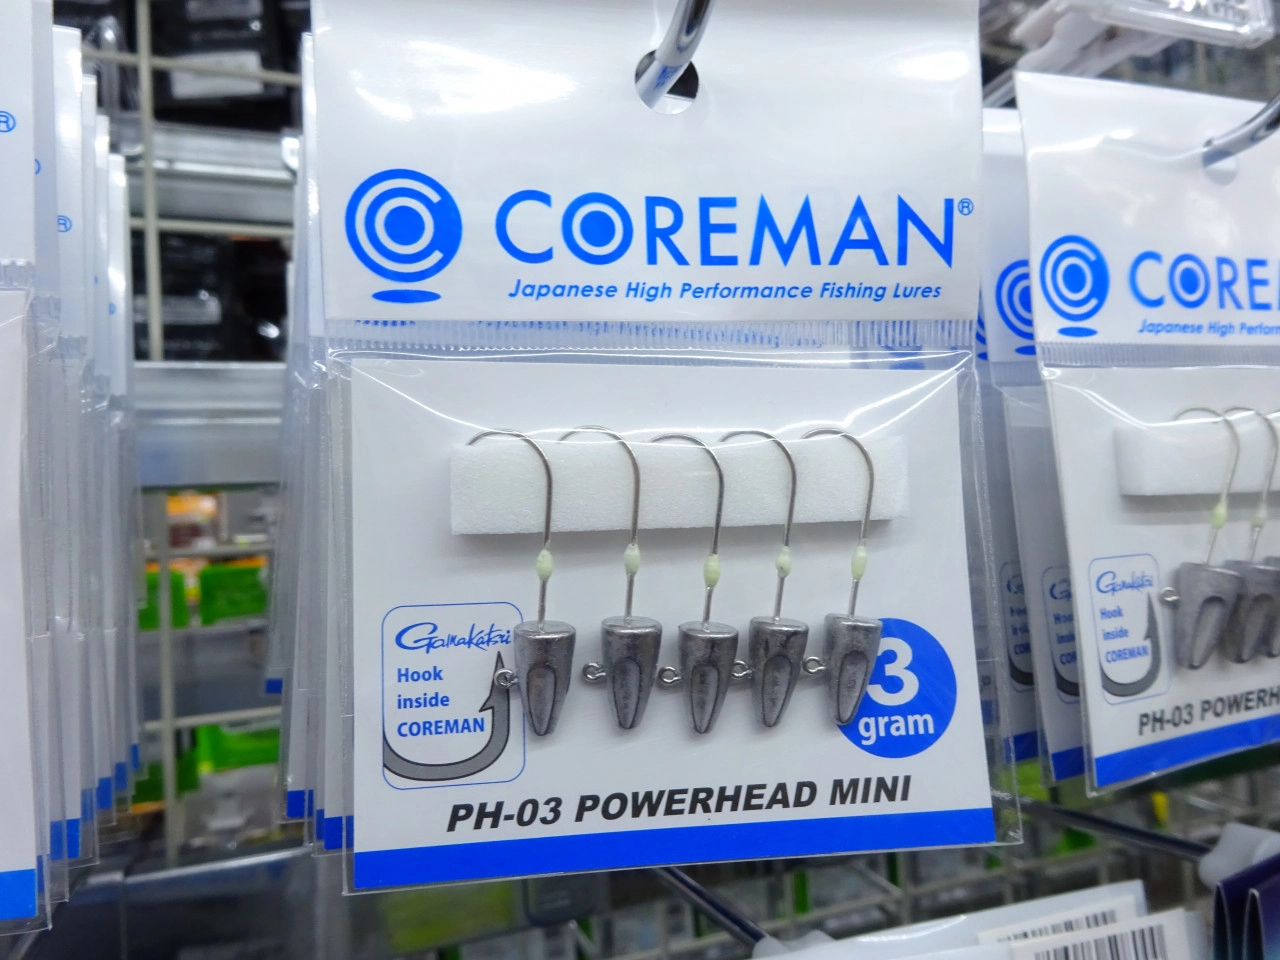 COREMAN®
Japanese High Performance Fishing Lures
Gamakatsu
Hook
inside
COREMAN
3
gram
PH-03 POWERHEAD MINI
®
®
CORE
Japanese High Perform
Gamakatsu
Hook
inside
COREMAN
PH-03 POWERH